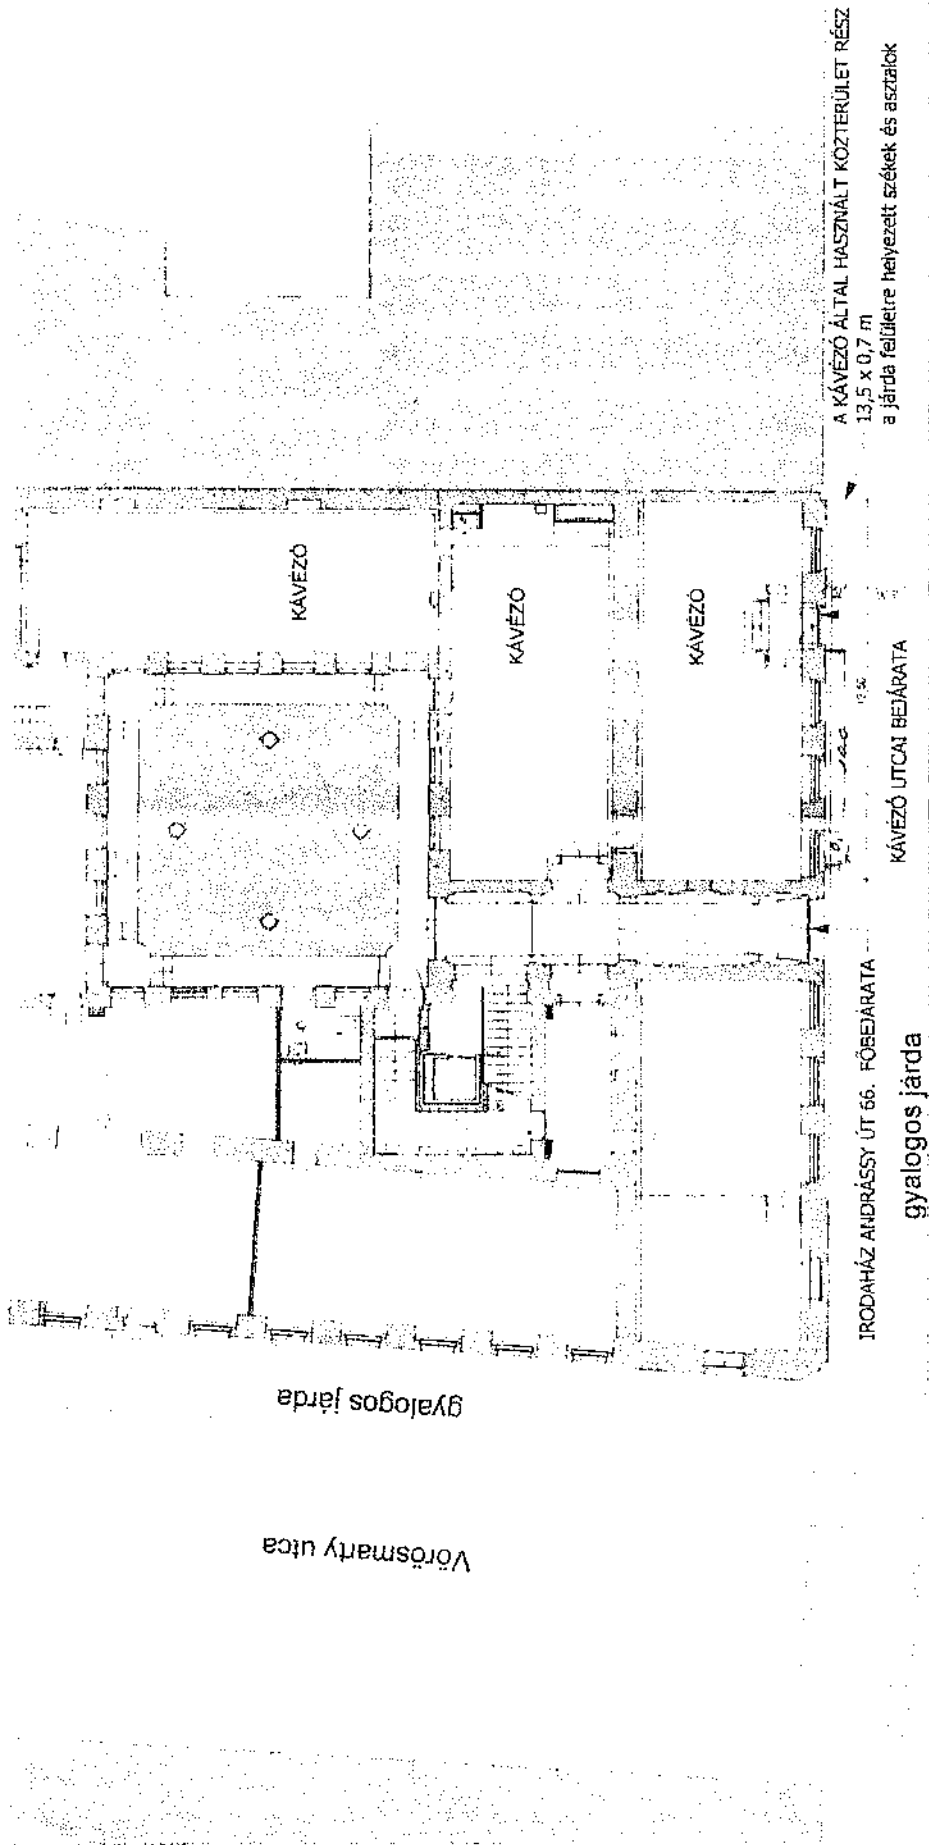 A KÁVÉZÓ ÁLTAL HASZNÁLT KÖZTERÜLET RÉSZ
13,5 x 0,7 m
a járda felületre helyezett székek és asztalok
KÁVÉZÓ
KÁVÉZÓ
KÁVÉZÓ
KÁVÉZÓ UTCAI BEJÁRATA
IRODAHÁZ ANDRÁSSY ÚT 66. FŐBEJÁRATA
gyalogos járda
gyalogos járda
Vörösmarty utca